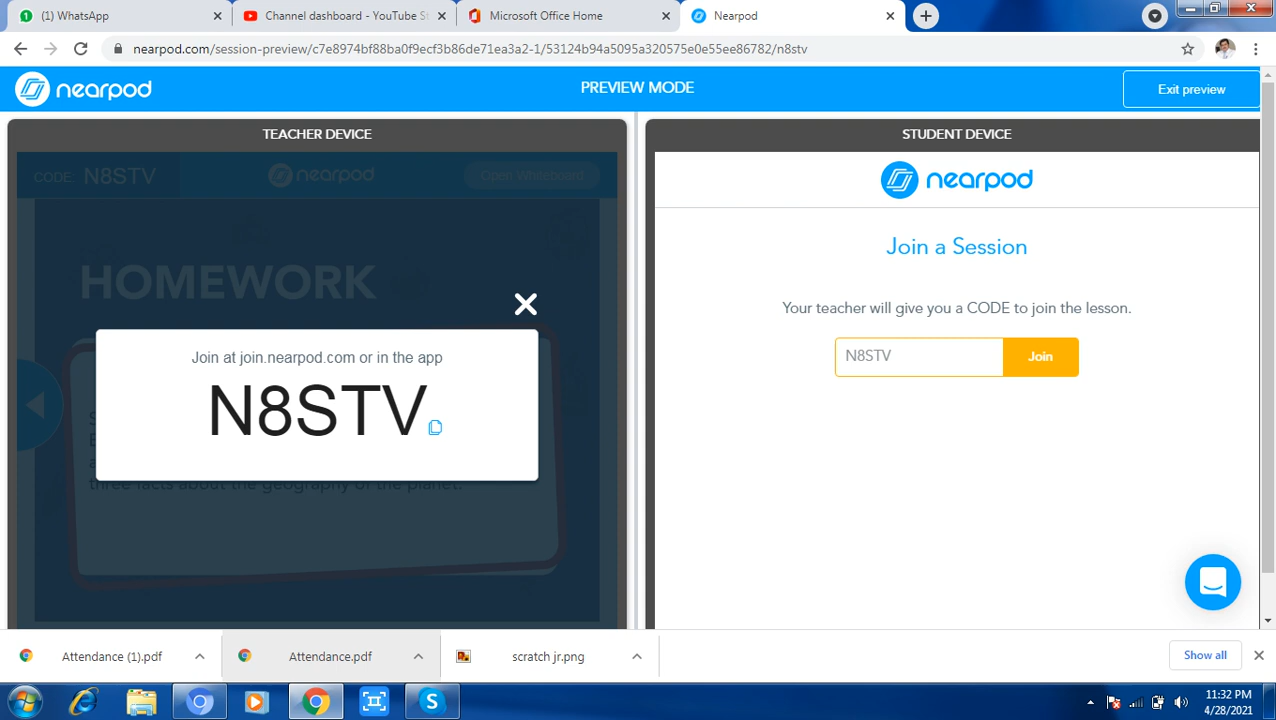 (1) WhatsApp
Channel dashboard - YouTube St
Microsoft Office Home
Nearpod
nearpod.com/session-preview/c7e8974bf88ba0f9ecf3b86de71ea3a2-1/53124b94a5095a320575e0e55ee86782/n8stv
nearpod
PREVIEW MODE
Exit preview
TEACHER DEVICE
CODE: N8STV
nearpod
Open Whiteboard
HOMEWORK
Join at join.nearpod.com or in the app
N8STV
three facts about the geography of the planet.
STUDENT DEVICE
nearpod
Join a Session
Your teacher will give you a CODE to join the lesson.
N8STV
Join
Attendance (1).pdf
Attendance.pdf
scratch jr.png
Show all
11:32 PM
4/28/2021